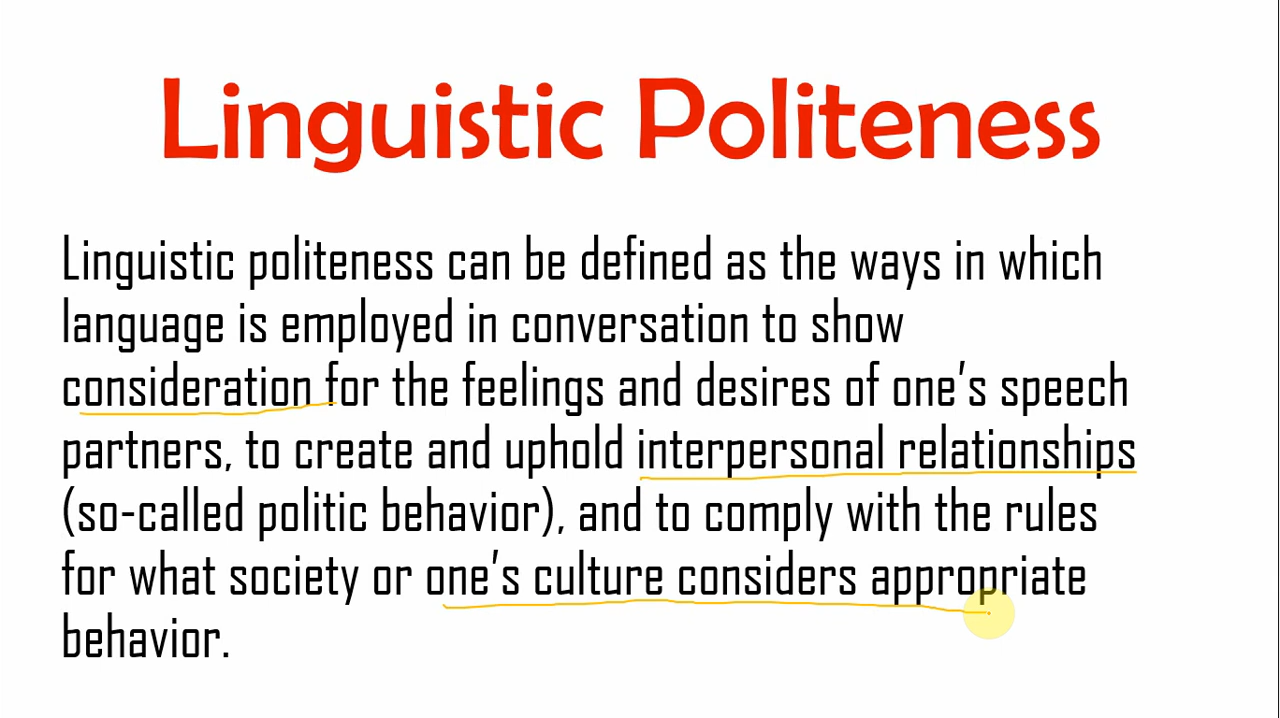 Linguistic Politeness
Linguistic politeness can be defined as the ways in which
language is employed in conversation to show
consideration for the feelings and desires of one's speech
partners, to create and uphold interpersonal relationships
(so-called politic behavior), and to comply with the rules
for what society or one's culture considers appropriate
behavior.